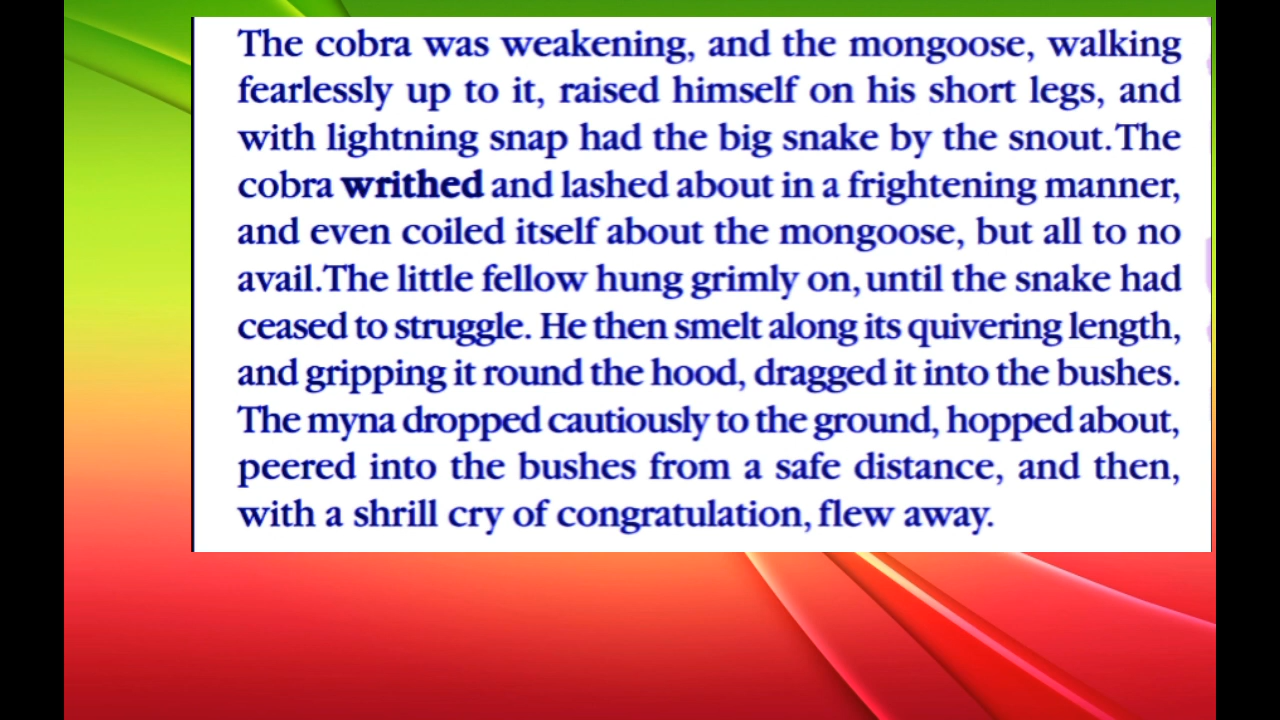 The cobra was weakening, and the mongoose, walking
fearlessly up to it, raised himself on his short legs, and
with lightning snap had the big snake by the snout.The
cobra writhed and lashed about in a frightening manner,
and even coiled itself about the mongoose, but all to no
avail.The little fellow hung grimly on, until the snake had
ceased to struggle. He then smelt along its quivering length,
and gripping it round the hood, dragged it into the bushes.
The myna dropped cautiously to the ground, hopped about,
peered into the bushes from a safe distance, and then,
with a shrill cry of congratulation, flew away.